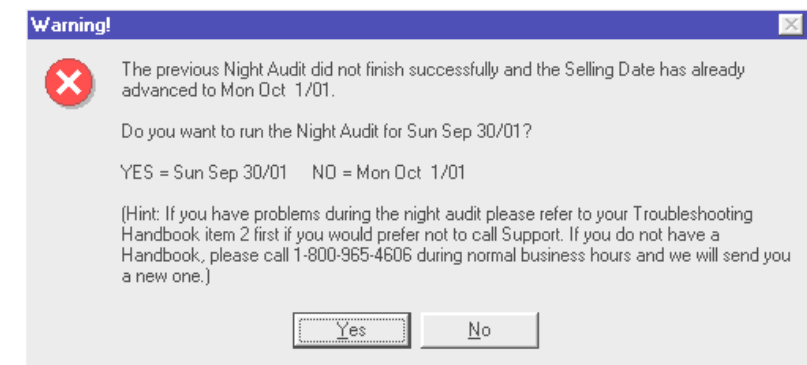 Warning!
The previous Night Audit did not finish successfully and the Selling Date has already
advanced to Mon Oct 1/01.
Do you want to run the Night Audit for Sun Sep 30/01?
YES = Sun Sep 30/01 NO = Mon Oct 1/01
(Hint: If you have problems during the night audit please refer to your Troubleshooting
Handbook item 2 first if you would prefer not to call Support. If you do not have a
Handbook, please call 1-800-965-4606 during normal business hours and we will send you
a new one.)
Yes No